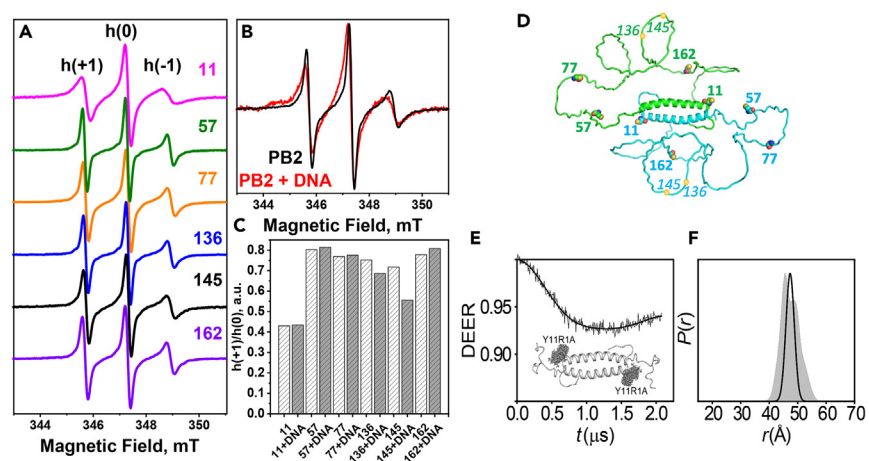 A
h(0)
h(+1)
h(-1)
11
57
77
136
145
162
344
346
348
350
Magnetic Field, mT
B
PB2
PB2 + DNA
344
346
348
350
Magnetic Field, mT
C
h(+1)/h(0), a.u.
0.8
0.7
0.6
0.5
0.4
0.3
0.2
0.1
0.0
11
11+DNA
57
57+DNA
77
77+DNA
136
136+DNA
145
145+DNA
162
162+DNA
D
136
145
162
77
11
57
57
11
162
77
145
136
E
DEER
0.95
0.90
Y11R1A
Y11R1A
0.0
0.5
1.0
1.5
2.0
t(μs)
F
P(r)
20
30
40
50
60
70
r(Å)